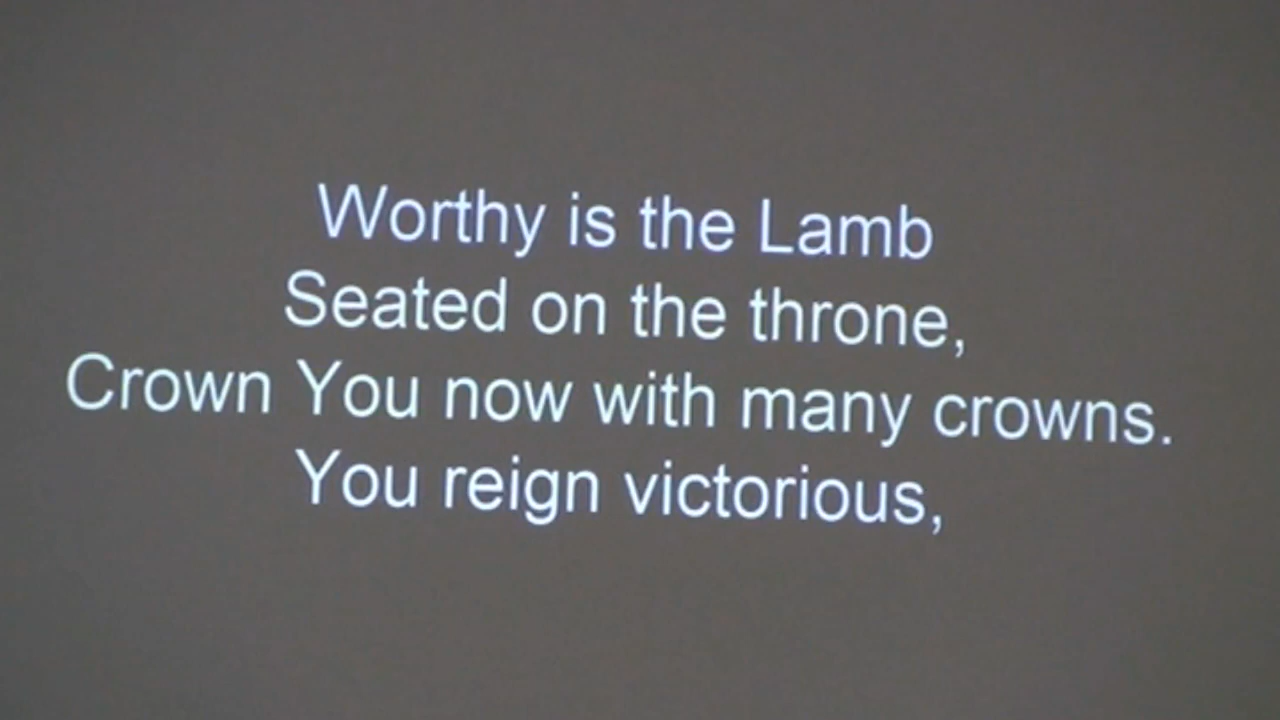 Worthy is the Lamb
Seated on the throne,
Crown You now with many crowns.
You reign victorious,